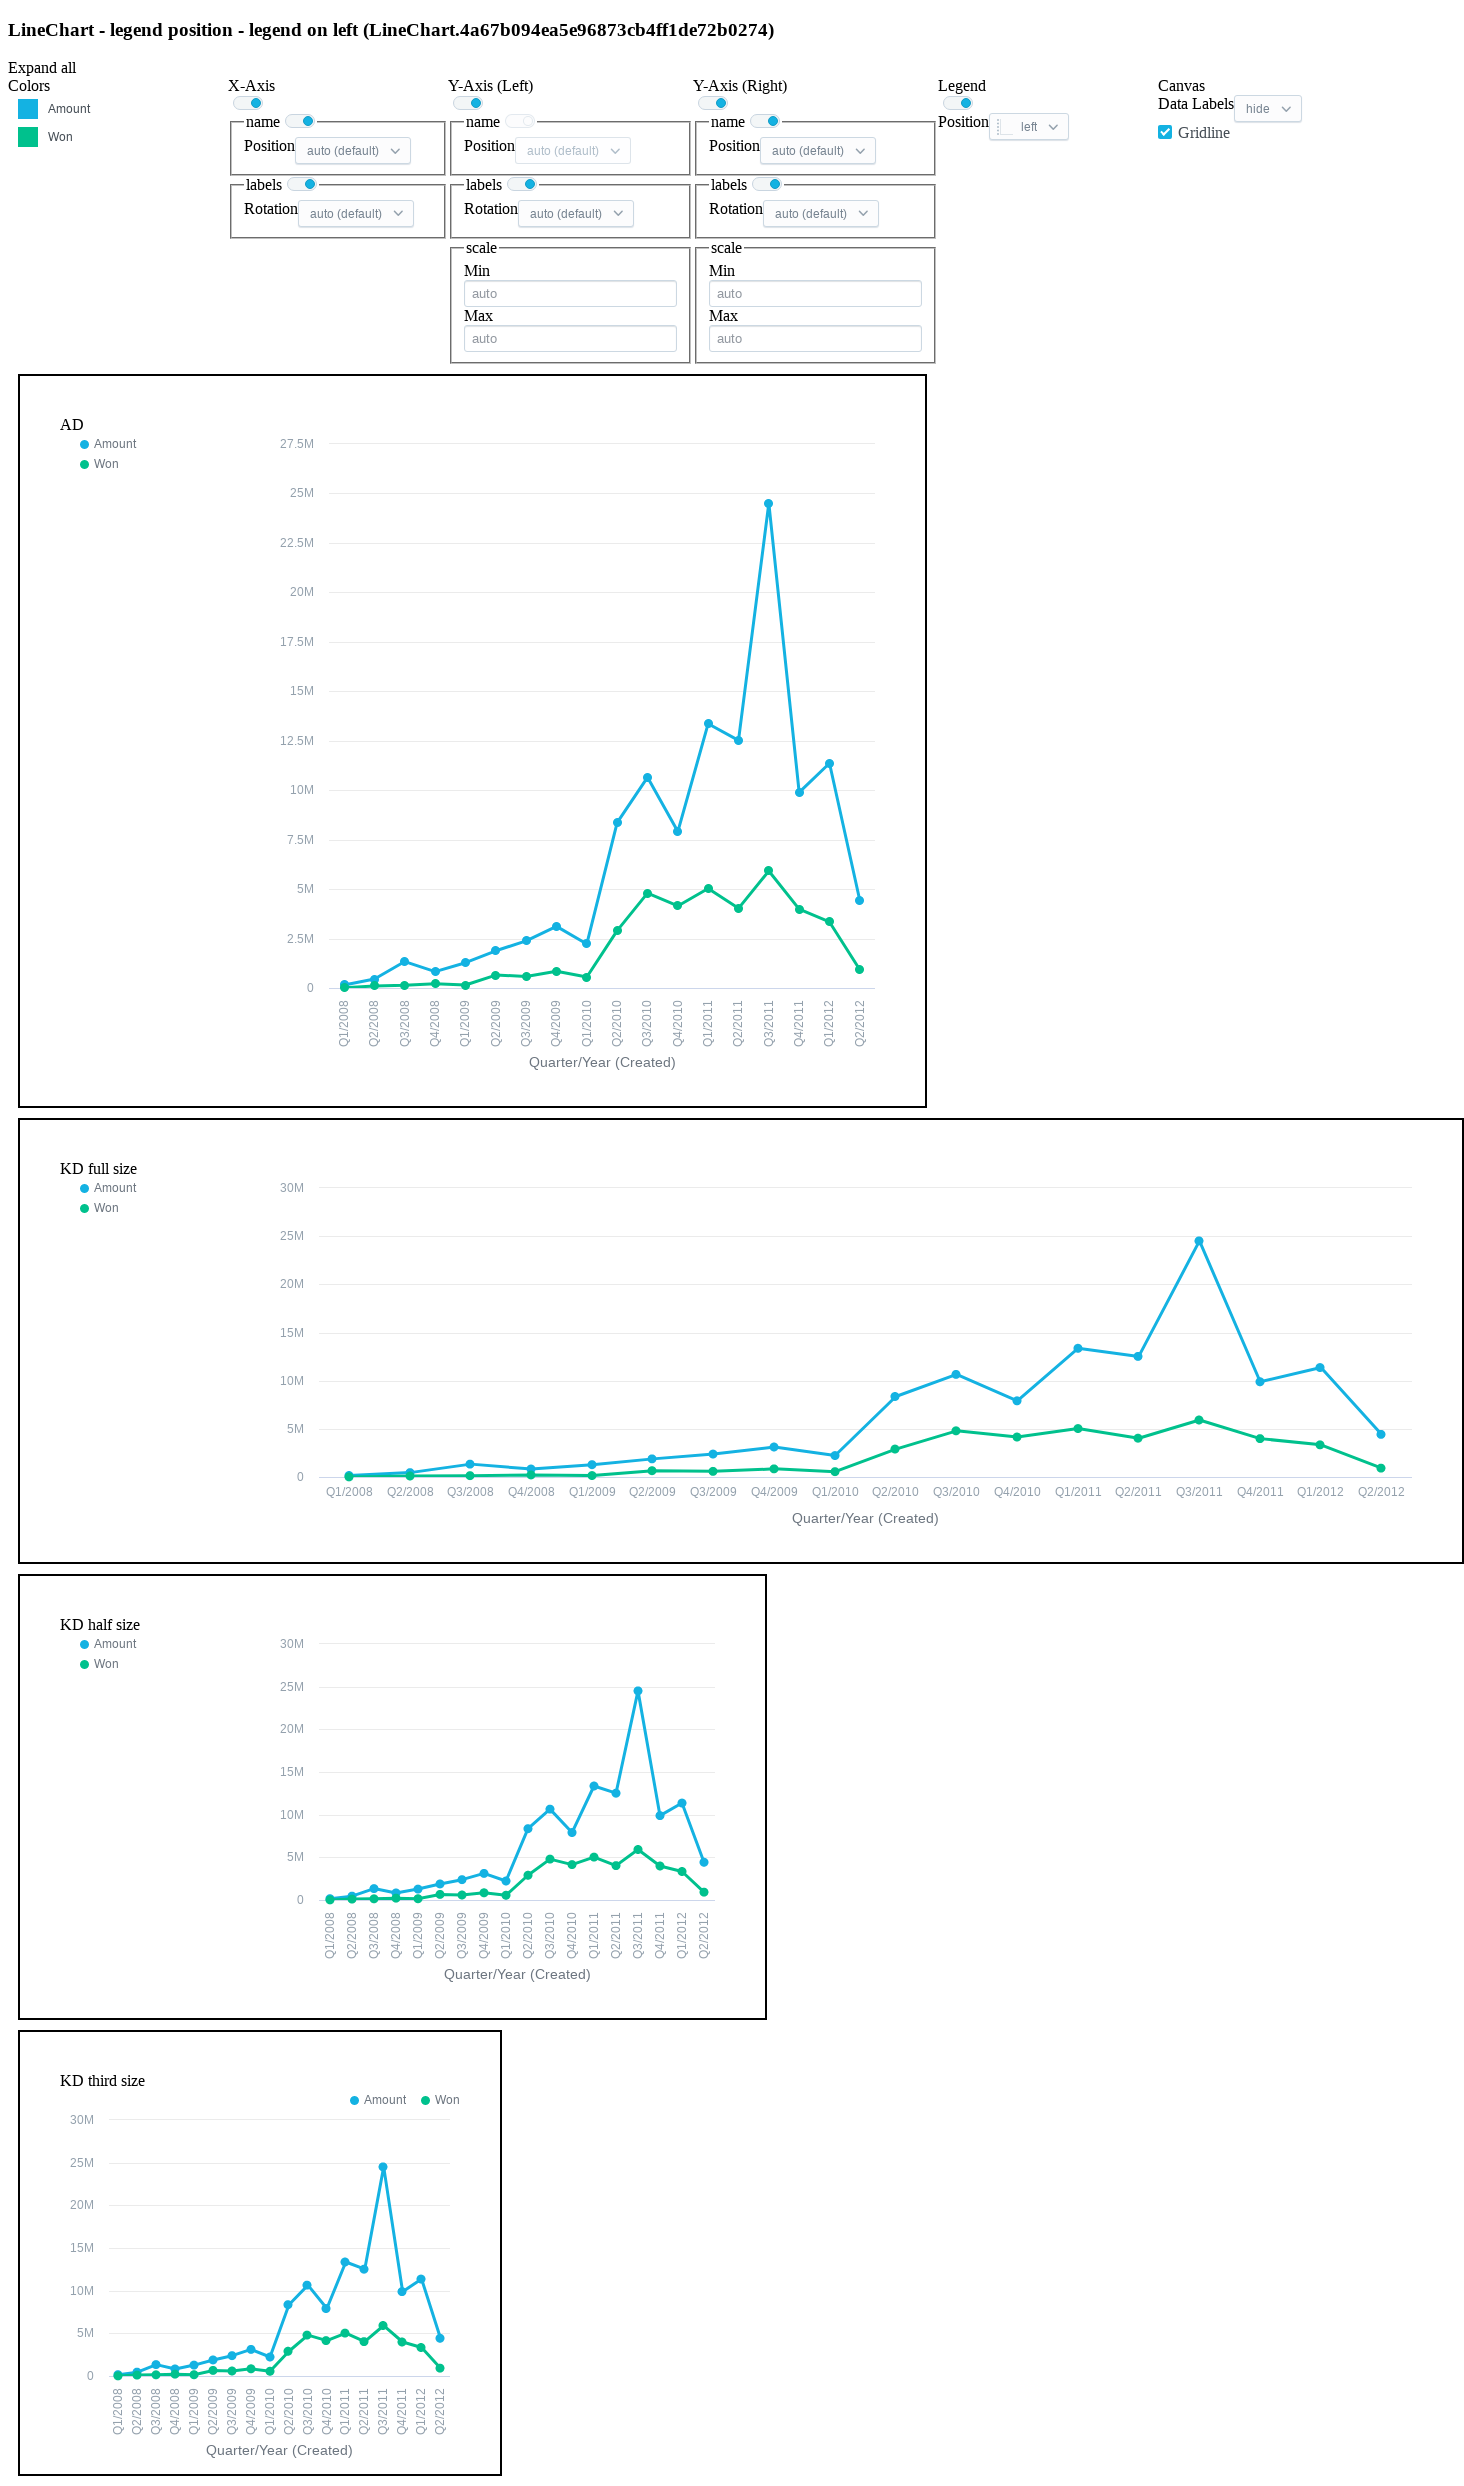 LineChart - legend position - legend on left (LineChart.4a67b094ea5e96873cb4ff1de72b0274)
Expand all
Colors
Amount
Won
X-Axis
name
Position auto (default)
labels
Rotation auto (default)
Y-Axis (Left)
name
Position auto (default)
labels
Rotation auto (default)
scale
Min
auto
Max
auto
Y-Axis (Right)
name
Position auto (default)
labels
Rotation auto (default)
scale
Min
auto
Max
auto
Legend
Position left
Canvas
Data Labels hide
Gridline
AD
Amount
Won
27.5M
25M
22.5M
20M
17.5M
15M
12.5M
10M
7.5M
5M
2.5M
0
Q1/2008 Q2/2008 Q3/2008 Q4/2008 Q1/2009 Q2/2009 Q3/2009 Q4/2009 Q1/2010 Q2/2010 Q3/2010 Q4/2010 Q1/2011 Q2/2011 Q3/2011 Q4/2011 Q1/2012 Q2/2012
Quarter/Year (Created)
KD full size
Amount
Won
30M
25M
20M
15M
10M
5M
0
Q1/2008 Q2/2008 Q3/2008 Q4/2008 Q1/2009 Q2/2009 Q3/2009 Q4/2009 Q1/2010 Q2/2010 Q3/2010 Q4/2010 Q1/2011 Q2/2011 Q3/2011 Q4/2011 Q1/2012 Q2/2012
Quarter/Year (Created)
KD half size
Amount
Won
30M
25M
20M
15M
10M
5M
0
Q1/2008 Q2/2008 Q3/2008 Q4/2008 Q1/2009 Q2/2009 Q3/2009 Q4/2009 Q1/2010 Q2/2010 Q3/2010 Q4/2010 Q1/2011 Q2/2011 Q3/2011 Q4/2011 Q1/2012 Q2/2012
Quarter/Year (Created)
KD third size
Amount Won
30M
25M
20M
15M
10M
5M
0
Q1/2008 Q2/2008 Q3/2008 Q4/2008 Q1/2009 Q2/2009 Q3/2009 Q4/2009 Q1/2010 Q2/2010 Q3/2010 Q4/2010 Q1/2011 Q2/2011 Q3/2011 Q4/2011 Q1/2012 Q2/2012
Quarter/Year (Created)